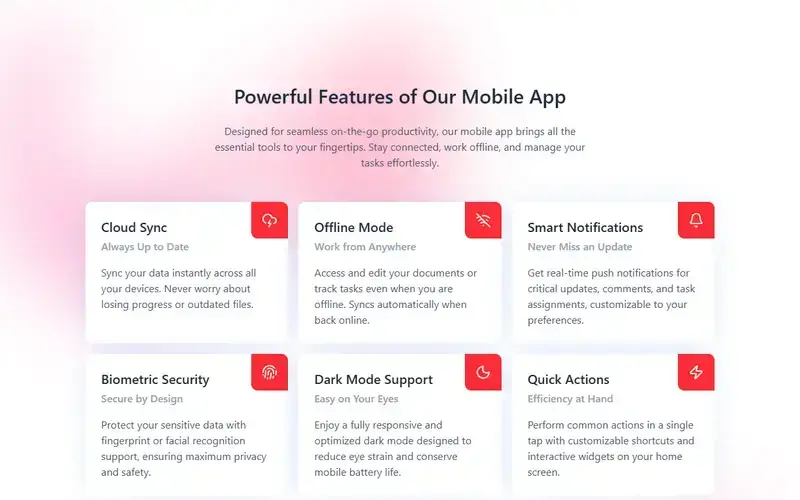 Powerful Features of Our Mobile App
Designed for seamless on-the-go productivity, our mobile app brings all the
essential tools to your fingertips. Stay connected, work offline, and manage your
tasks effortlessly.
Cloud Sync
Always Up to Date
Sync your data instantly across all
your devices. Never worry about
losing progress or outdated files.
Offline Mode
Work from Anywhere
Access and edit your documents or
track tasks even when you are
offline. Syncs automatically when
back online.
Smart Notifications
Never Miss an Update
Get real-time push notifications for
critical updates, comments, and task
assignments, customizable to your
preferences.
Biometric Security
Secure by Design
Protect your sensitive data with
fingerprint or facial recognition
support, ensuring maximum privacy
and safety.
Dark Mode Support
Easy on Your Eyes
Enjoy a fully responsive and
optimized dark mode designed to
reduce eye strain and conserve
mobile battery life.
Quick Actions
Efficiency at Hand
Perform common actions in a single
tap with customizable shortcuts and
interactive widgets on your home
screen.